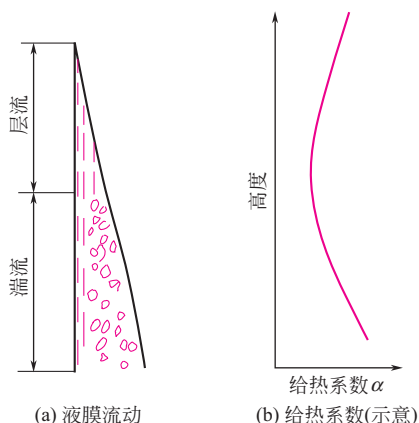 层流
湍流
(a) 液膜流动
高度
给热系数α
(b) 给热系数(示意)